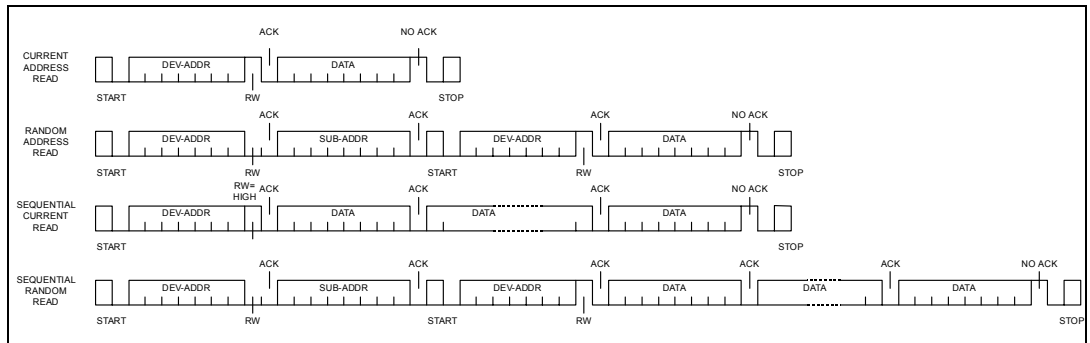 ACK NO ACK
CURRENT
ADDRESS
READ
DEV-ADDR DATA
START RW STOP
ACK ACK ACK NO ACK
RANDOM
ADDRESS
READ
DEV-ADDR SUB-ADDR DEV-ADDR DATA
START RW START RW STOP
RW=
HIGH
ACK ACK ACK NO ACK
SEQUENTIAL
CURRENT
READ
DEV-ADDR DATA DATA DATA
START STOP
ACK ACK ACK ACK ACK NO ACK
SEQUENTIAL
RANDOM
READ
DEV-ADDR SUB-ADDR DEV-ADDR DATA DATA DATA
START RW START RW STOP